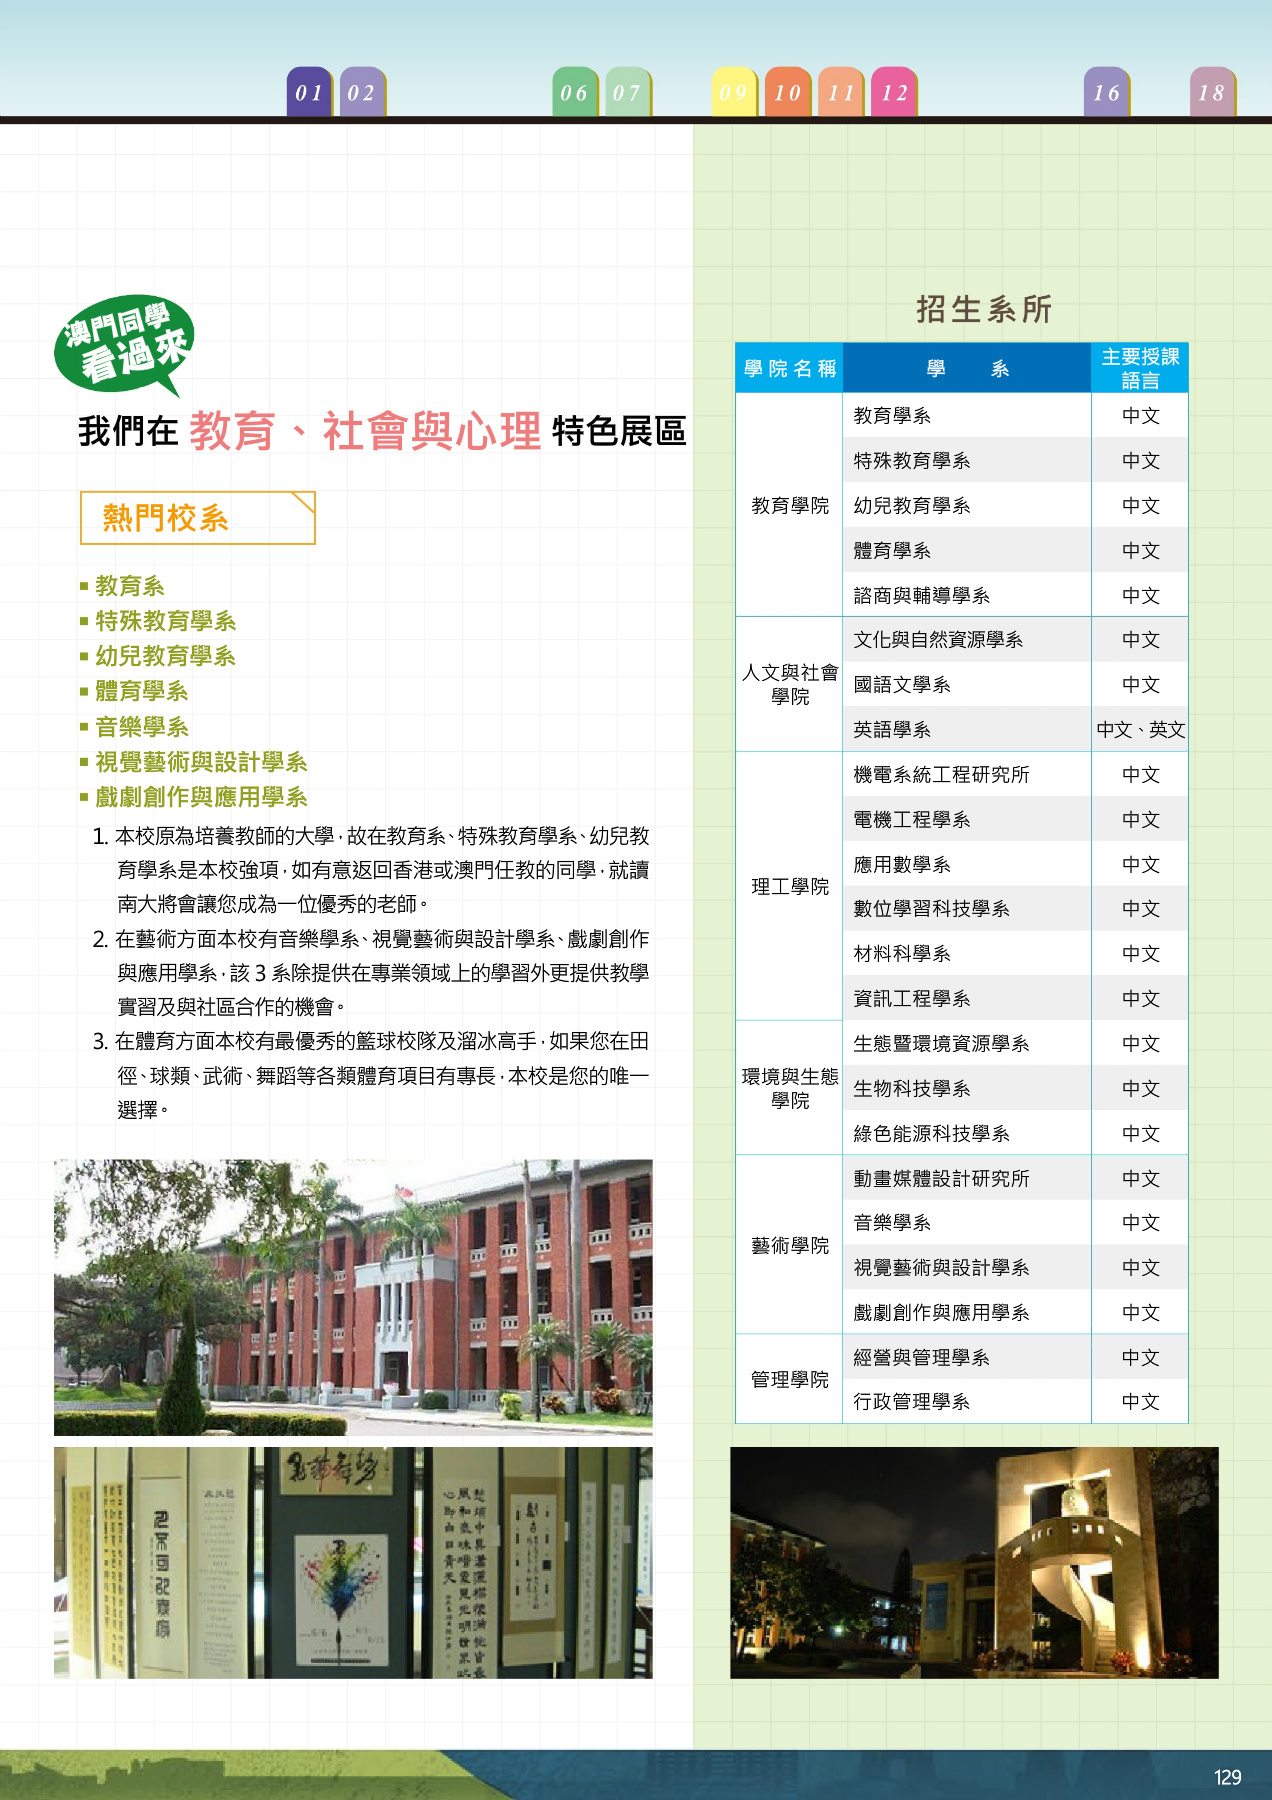 01 02 06 07 09 10 11 12 16 18
澳門同學
看過來
我們在 教育、社會與心理 特色展區
熱門校系
教育系
特殊教育學系
幼兒教育學系
體育學系
音樂學系
視覺藝術與設計學系
戲劇創作與應用學系
1. 本校原為培養教師的大學,故在教育系、特殊教育學系、幼兒教
育學系是本校強項,如有意返回香港或澳門任教的同學,就讀
南大將會讓您成為一位優秀的老師。
2. 在藝術方面本校有音樂學系、視覺藝術與設計學系、戲劇創作
與應用學系,該 3 系除提供在專業領域上的學習外更提供教學
實習及與社區合作的機會。
3. 在體育方面本校有最優秀的籃球校隊及溜冰高手,如果您在田
徑、球類、武術、舞蹈等各類體育項目有專長,本校是您的唯一
選擇。
招生系所
學院名稱 學 系 主要授課
語言
教育學院
教育學系 中文
特殊教育學系 中文
幼兒教育學系 中文
體育學系 中文
諮商與輔導學系 中文
人文與社會
學院
文化與自然資源學系 中文
國語文學系 中文
英語學系 中文、英文
理工學院
機電系統工程研究所 中文
電機工程學系 中文
應用數學系 中文
數位學習科技學系 中文
材料科學系 中文
資訊工程學系 中文
環境與生態
學院
生態暨環境資源學系 中文
生物科技學系 中文
綠色能源科技學系 中文
藝術學院
動畫媒體設計研究所 中文
音樂學系 中文
視覺藝術與設計學系 中文
戲劇創作與應用學系 中文
管理學院
經營與管理學系 中文
行政管理學系 中文
129